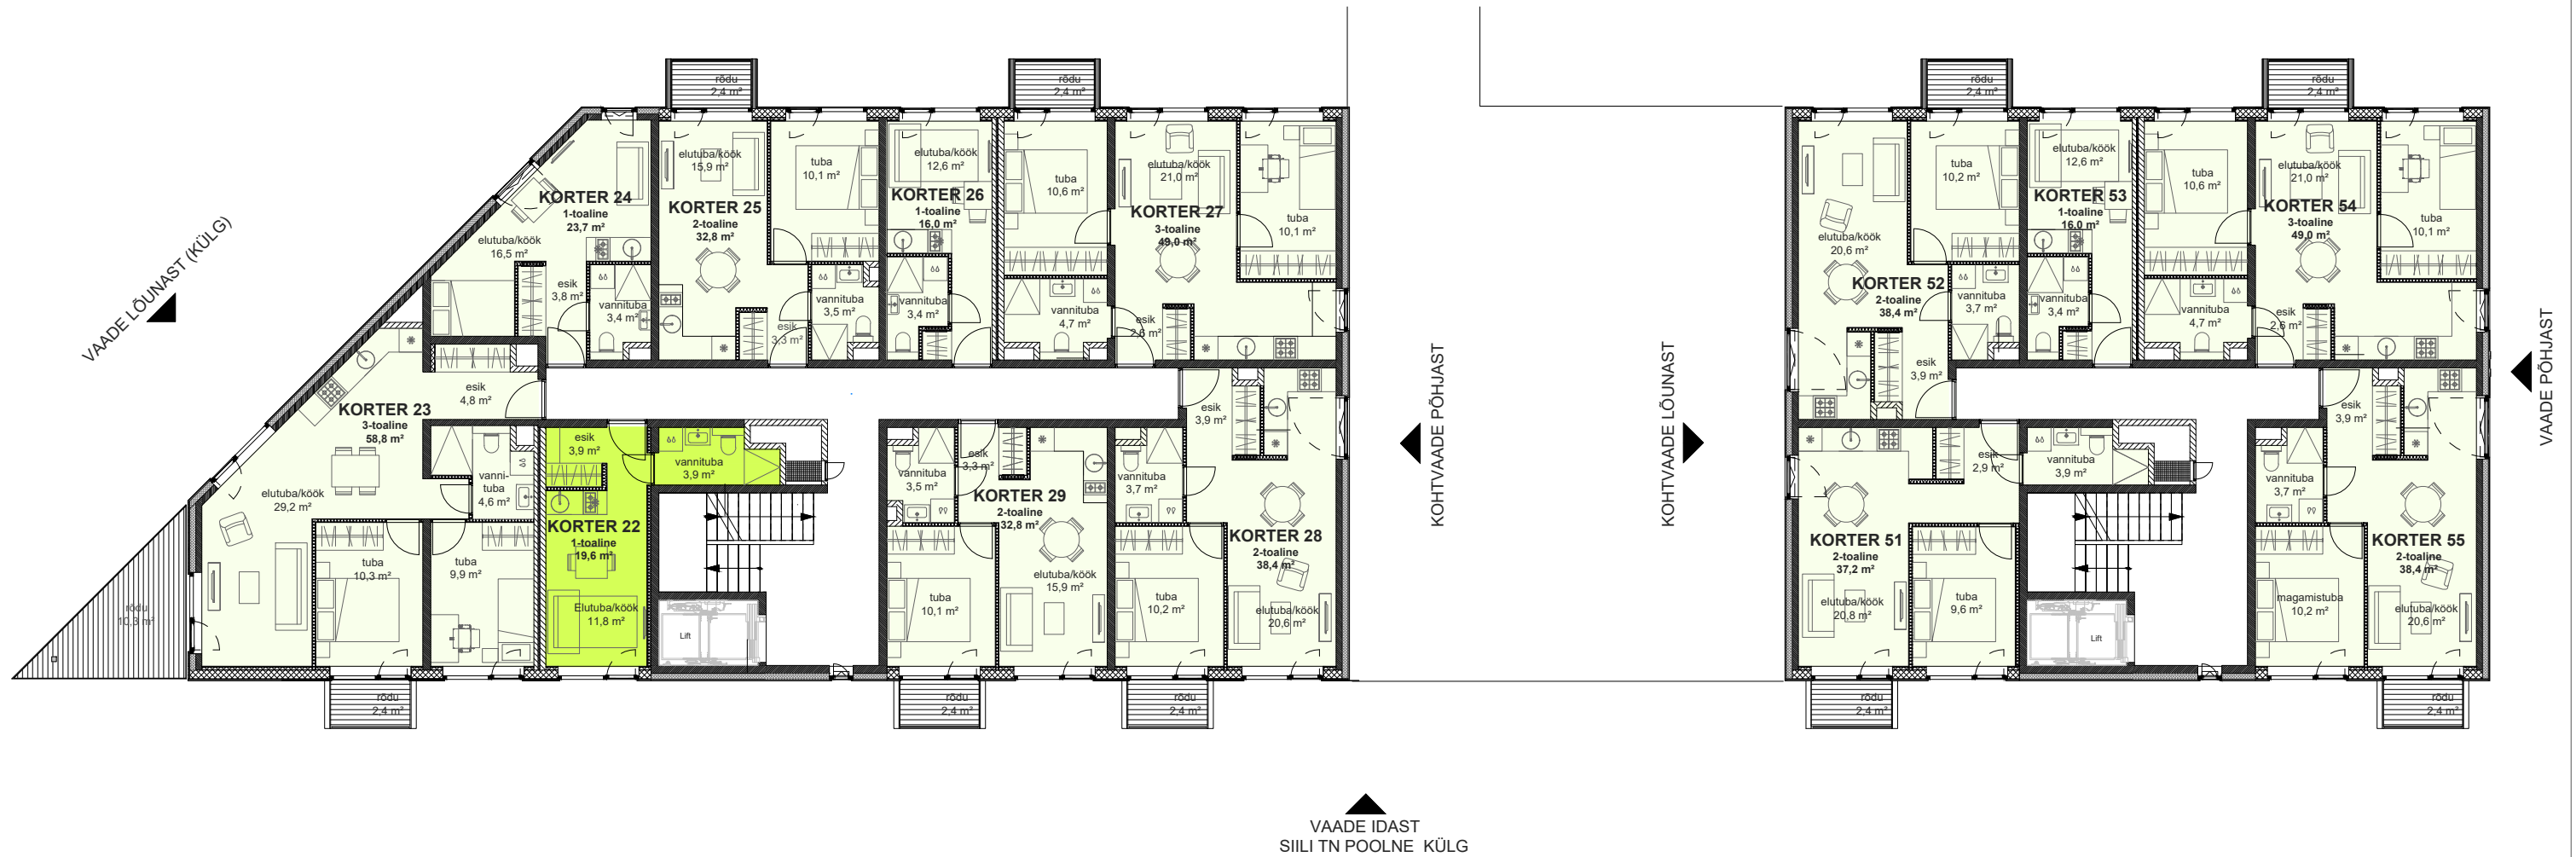 VAADE LÕUNAST (KÜLG)
rõdu
2,4 m²
rõdu
2,4 m²
KORTER 24
1-toaline
23,7 m²
elutuba/köök
16,5 m²
esik
3,8 m²
vannituba
3,4 m²
elutuba/köök
15,9 m²
KORTER 25
2-toaline
32,8 m²
tuba
10,1 m²
vannituba
3,5 m²
esik
3,3 m²
elutuba/köök
12,6 m²
KORTER 26
1-toaline
16,0 m²
vannituba
3,4 m²
tuba
10,6 m²
vannituba
4,7 m²
elutuba/köök
21,0 m²
KORTER 27
3-toaline
49,0 m²
esik
2,6 m²
tuba
10,1 m²
KORTER 23
3-toaline
58,8 m²
esik
4,8 m²
elutuba/köök
29,2 m²
vanni-
tuba
4,6 m²
tuba
10,3 m²
tuba
9,9 m²
rõdu
10,3 m²
rõdu
2,4 m²
esik
3,9 m²
vannituba
3,9 m²
KORTER 22
1-toaline
19,6 m²
Elutuba/köök
11,8 m²
Lift
vannituba
3,5 m²
esik
3,3 m²
KORTER 29
2-toaline
32,8 m²
elutuba/köök
15,9 m²
tuba
10,1 m²
rõdu
2,4 m²
vannituba
3,7 m²
esik
3,9 m²
KORTER 28
2-toaline
38,4 m²
tuba
10,2 m²
elutuba/köök
20,6 m²
rõdu
2,4 m²
KOHTVAADE PÕHJAST
KOHTVAADE LÕUNAST
rõdu
2,4 m²
rõdu
2,4 m²
elutuba/köök
20,6 m²
KORTER 52
2-toaline
38,4 m²
tuba
10,2 m²
vannituba
3,7 m²
esik
3,9 m²
elutuba/köök
12,6 m²
KORTER 53
1-toaline
16,0 m²
vannituba
3,4 m²
tuba
10,6 m²
vannituba
4,7 m²
elutuba/köök
21,0 m²
KORTER 54
3-toaline
49,0 m²
esik
2,6 m²
tuba
10,1 m²
esik
2,9 m²
vannituba
3,9 m²
KORTER 51
2-toaline
37,2 m²
elutuba/köök
20,8 m²
tuba
9,6 m²
rõdu
2,4 m²
Lift
esik
3,9 m²
vannituba
3,7 m²
KORTER 55
2-toaline
38,4 m²
magamistuba
10,2 m²
elutuba/köök
20,6 m²
rõdu
2,4 m²
VAADE PÕHJAST
VAADE IDAST
SIILI TN POOLNE KÜLG